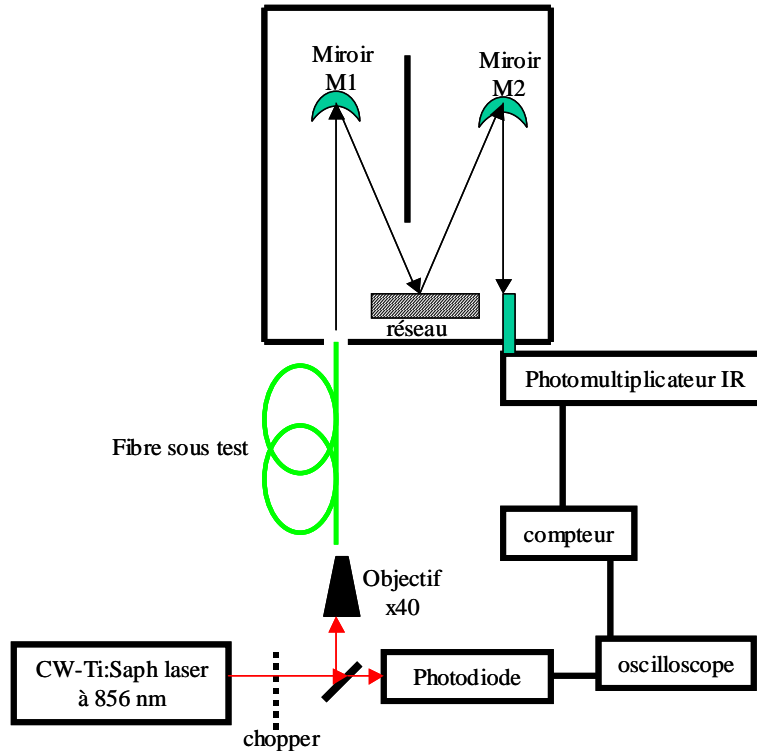 Miroir
M1
Miroir
M2
réseau
Photomultiplicateur IR
Fibre sous test
compteur
Objectif
x40
CW-Ti:Saph laser
à 856 nm
Photodiode
oscilloscope
chopper